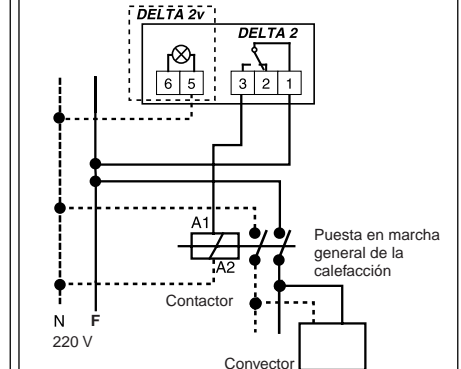 DELTA 2v
DELTA 2
6 5 3 2 1
A1
A2
Puesta en marcha
general de la
calefacción
Contactor
N F
220 V
Convector